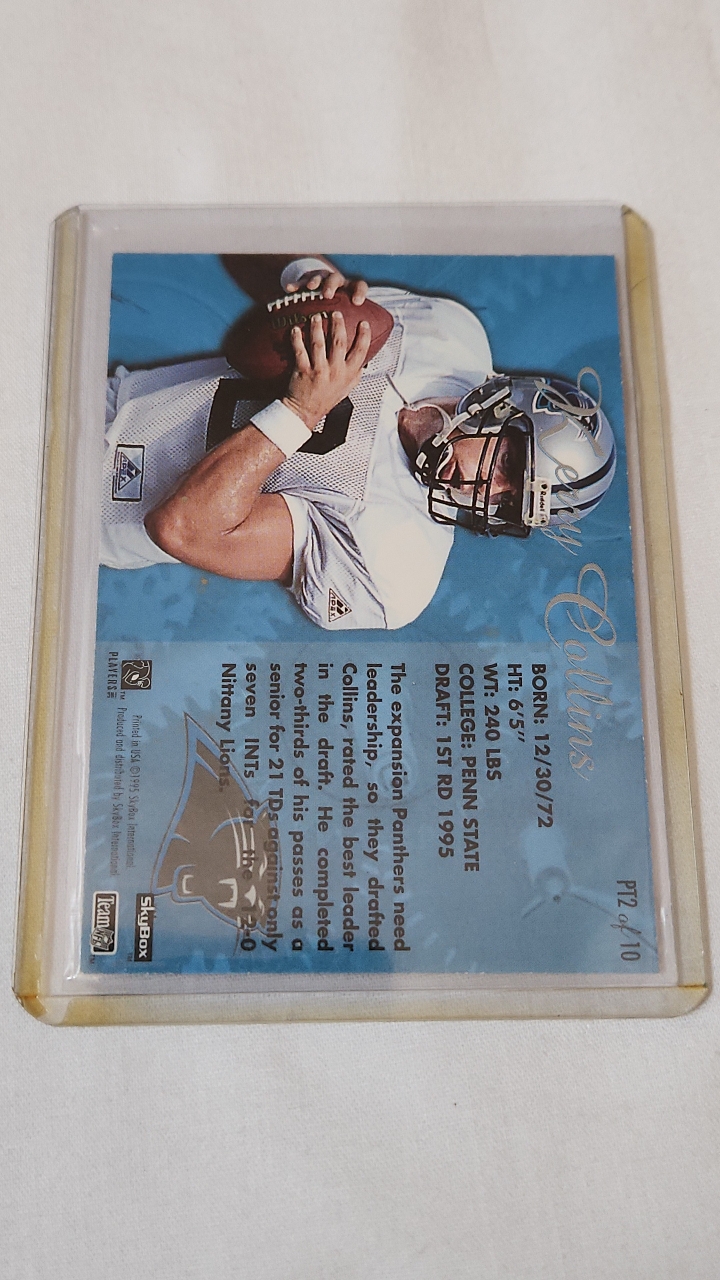 Kerry Collins
PT2 of 10
BORN: 12/30/72
HT: 6'5"
WT: 240 LBS
COLLEGE: PENN STATE
DRAFT: 1ST RD 1995
The expansion Panthers need
leadership, so they drafted
Collins, rated the best leader
in the draft. He completed
two-thirds of his passes as a
senior for 21 TDs against only
seven INTs for the 12-0
Nittany Lions.
PLAYERS
Printed in USA ©1995 SkyBox International
Produced and distributed by SkyBox International
SkyBox
Team NFL
Riddell
apex
apex